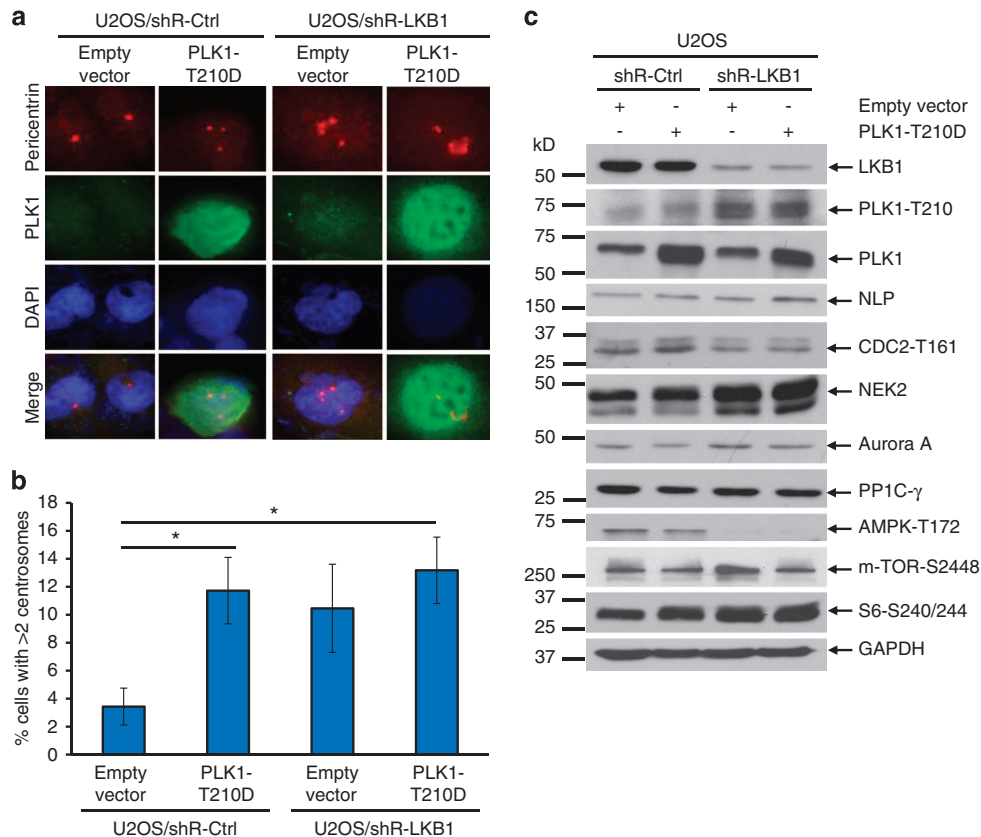 a
U2OS/shR-Ctrl
U2OS/shR-LKB1
Empty vector
PLK1-T210D
Empty vector
PLK1-T210D
Pericentrin
PLK1
DAPI
Merge
b
% cells with >2 centrosomes
18
16
14
12
10
8
6
4
2
0
*
*
Empty vector
PLK1-T210D
Empty vector
PLK1-T210D
U2OS/shR-Ctrl
U2OS/shR-LKB1
c
U2OS
shR-Ctrl
shR-LKB1
+ - + - Empty vector
- + - + PLK1-T210D
kD
50
LKB1
75
PLK1-T210
75
50
PLK1
150
NLP
37
25
CDC2-T161
50
NEK2
50
Aurora A
25
PP1C-γ
75
AMPK-T172
250
m-TOR-S2448
37
25
S6-S240/244
37
GAPDH